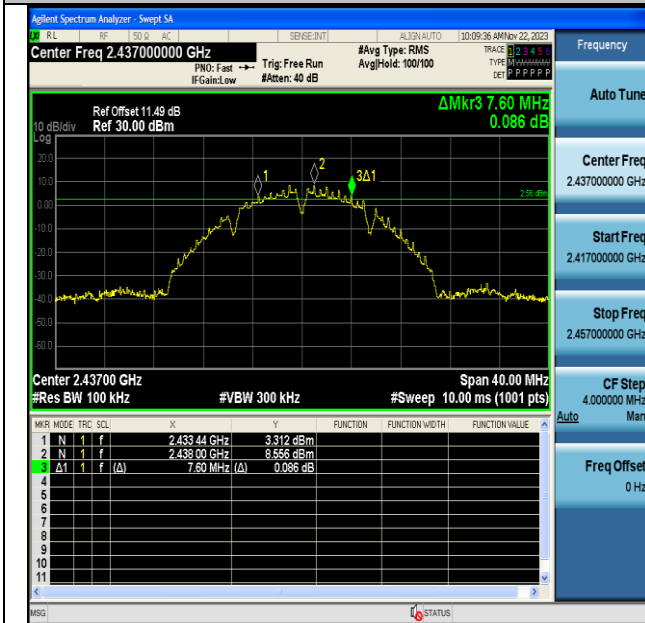 Agilent Spectrum Analyzer - Swept SA
RL RF 50 Ω AC SENSE:INT ALIGN AUTO 10:09:36 AM Nov 22, 2023
Center Freq 2.437000000 GHz
PNO: Fast
IFGain:Low
Trig: Free Run
#Atten: 40 dB
#Avg Type: RMS
Avg|Hold: 100/100
TRACE 1 2 3 4 5 6
TYPE M
DET P P P P P P
ΔMkr3 7.60 MHz
0.086 dB
Ref Offset 11.49 dB
10 dB/div Ref 30.00 dBm
Log
20.0
10.0
0.00
-10.0
-20.0
-30.0
-40.0
-50.0
-60.0
1
2
3Δ1
2.56 dBm
Center 2.43700 GHz Span 40.00 MHz
#Res BW 100 kHz #VBW 300 kHz #Sweep 10.00 ms (1001 pts)
MKR MODE TRC SCL X Y FUNCTION FUNCTION WIDTH FUNCTION VALUE
1 N 1 f 2.433 44 GHz 3.312 dBm
2 N 1 f 2.438 00 GHz 8.556 dBm
3 Δ1 1 f (Δ) 7.60 MHz (Δ) 0.086 dB
4
5
6
7
8
9
10
11
MSG STATUS
Frequency
Auto Tune
Center Freq
2.437000000 GHz
Start Freq
2.417000000 GHz
Stop Freq
2.457000000 GHz
CF Step
4.000000 MHz
Auto Man
Freq Offset
0 Hz